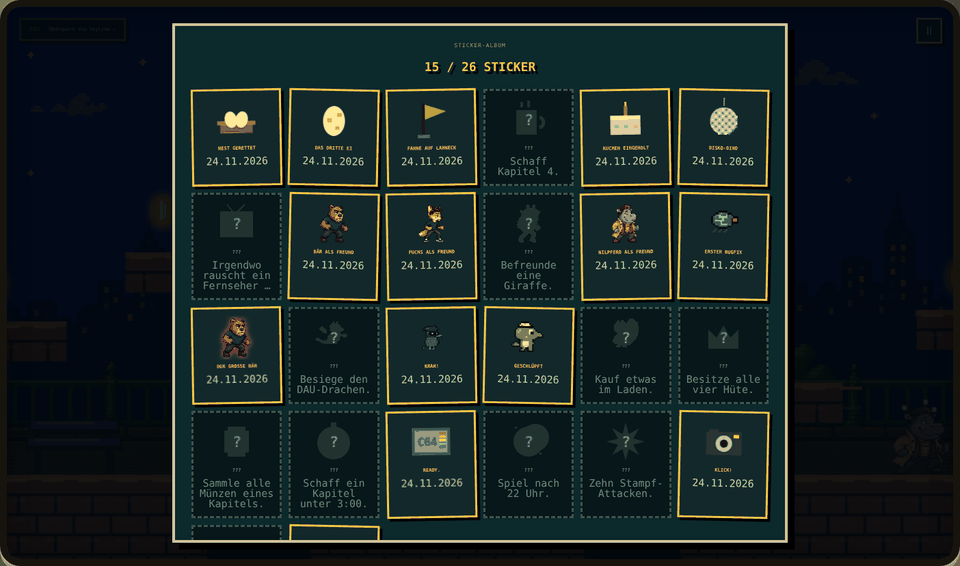 STICKER-ALBUM
15 / 26 STICKER
NEST GERETTET
24.11.2026
DAS DRITTE EI
24.11.2026
FAHNE AUF LAHNECK
24.11.2026
?
???
Schaff
Kapitel 4.
KUCHEN EINGEHOLT
24.11.2026
DISKO-DINO
24.11.2026
?
???
Irgendwo
rauscht ein
Fernseher …
BÄR ALS FREUND
24.11.2026
FUCHS ALS FREUND
24.11.2026
?
???
Befreunde
eine
Giraffe.
NILPFERD ALS FREUND
24.11.2026
ERSTER BUGFIX
24.11.2026
DER GROSSE BÄR
24.11.2026
?
???
Besiege den
DAU-Drachen.
KRAH!
24.11.2026
GESCHLÜPFT
24.11.2026
?
???
Kauf etwas
im Laden.
?
???
Besitze alle
vier Hüte.
?
???
Sammle alle
Münzen eines
Kapitels.
?
???
Schaff ein
Kapitel
unter 3:00.
C64
READY.
24.11.2026
?
???
Spiel nach
22 Uhr.
?
???
Zehn Stampf-
Attacken.
KLICK!
24.11.2026